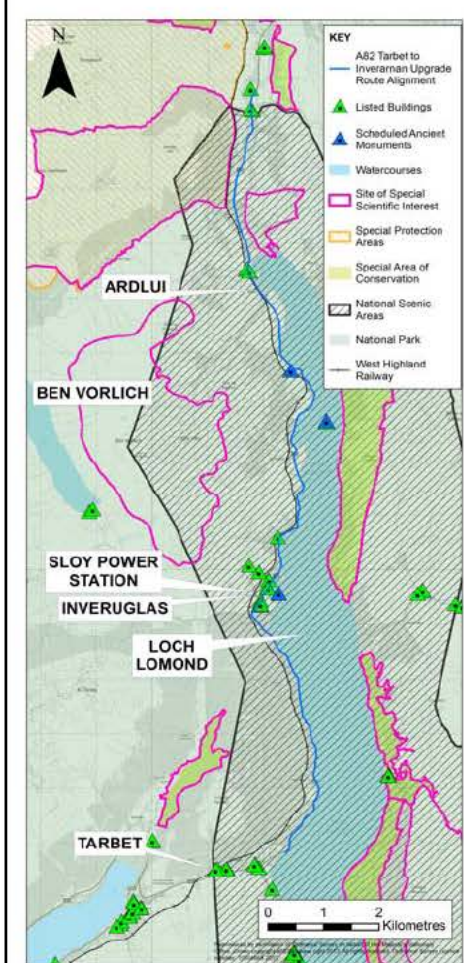 N
KEY
A82 Tarbet to
Inverarnan Upgrade
Route Alignment
Listed Buildings
Scheduled Ancient
Monuments
Watercourses
Site of Special
Scientific Interest
Special Protection
Areas
Special Area of
Conservation
National Scenic
Areas
National Park
West Highland
Railway
ARDLUI
BEN VORLICH
SLOY POWER
STATION
INVERUGLAS
LOCH
LOMOND
TARBET
0 1 2
Kilometres